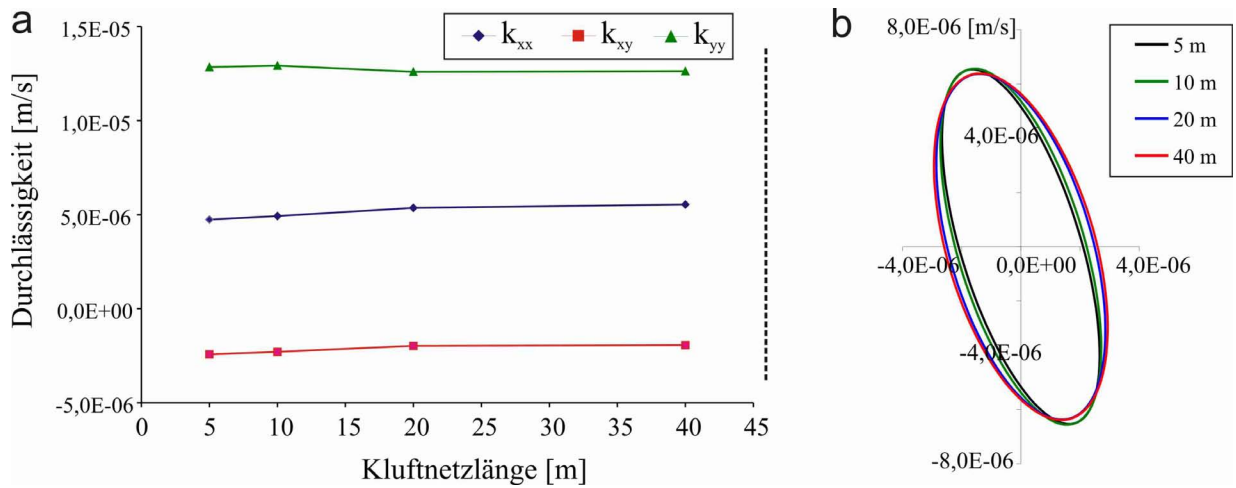 a
Durchlässigkeit [m/s]
1,5E-05
1,0E-05
5,0E-06
0,0E+00
-5,0E-06
k_xx k_xy k_yy
0 5 10 15 20 25 30 35 40 45
Kluftnetzlänge [m]
b
8,0E-06 [m/s]
4,0E-06
-4,0E-06 0,0E+00 4,0E-06
-4,0E-06
-8,0E-06
5 m
10 m
20 m
40 m